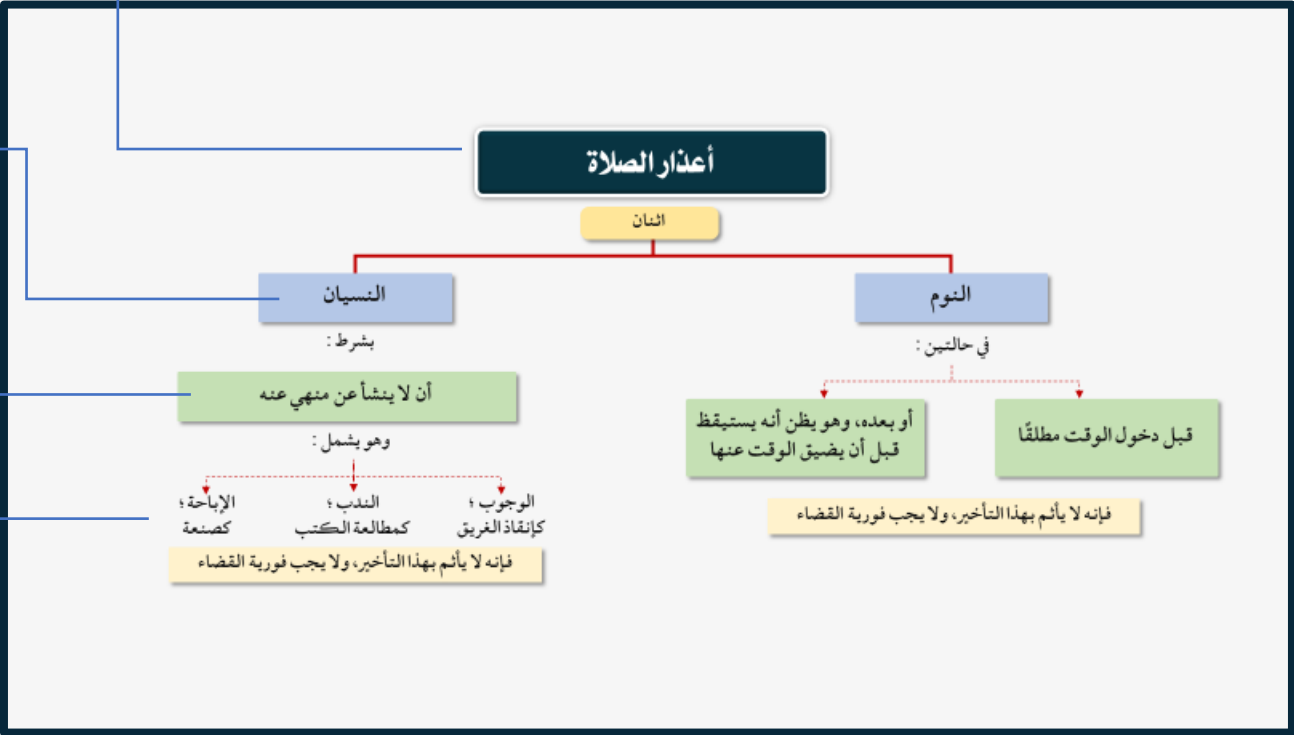 أعذار الصلاة
اثنان
النوم
في حالتين :
قبل دخول الوقت مطلقًا
أو بعده، وهو يظن أنه يستيقظ
قبل أن يضيق الوقت عنها
فإنه لا يأثم بهذا التأخير، ولا يجب فورية القضاء
النسيان
بشرط :
أن لا ينشأ عن منهي عنه
وهو يشمل :
الوجوب ؛
كإنقاذ الغريق
الندب ؛
كمطالعة الكتب
الإباحة ؛
كصنعة
فإنه لا يأثم بهذا التأخير، ولا يجب فورية القضاء